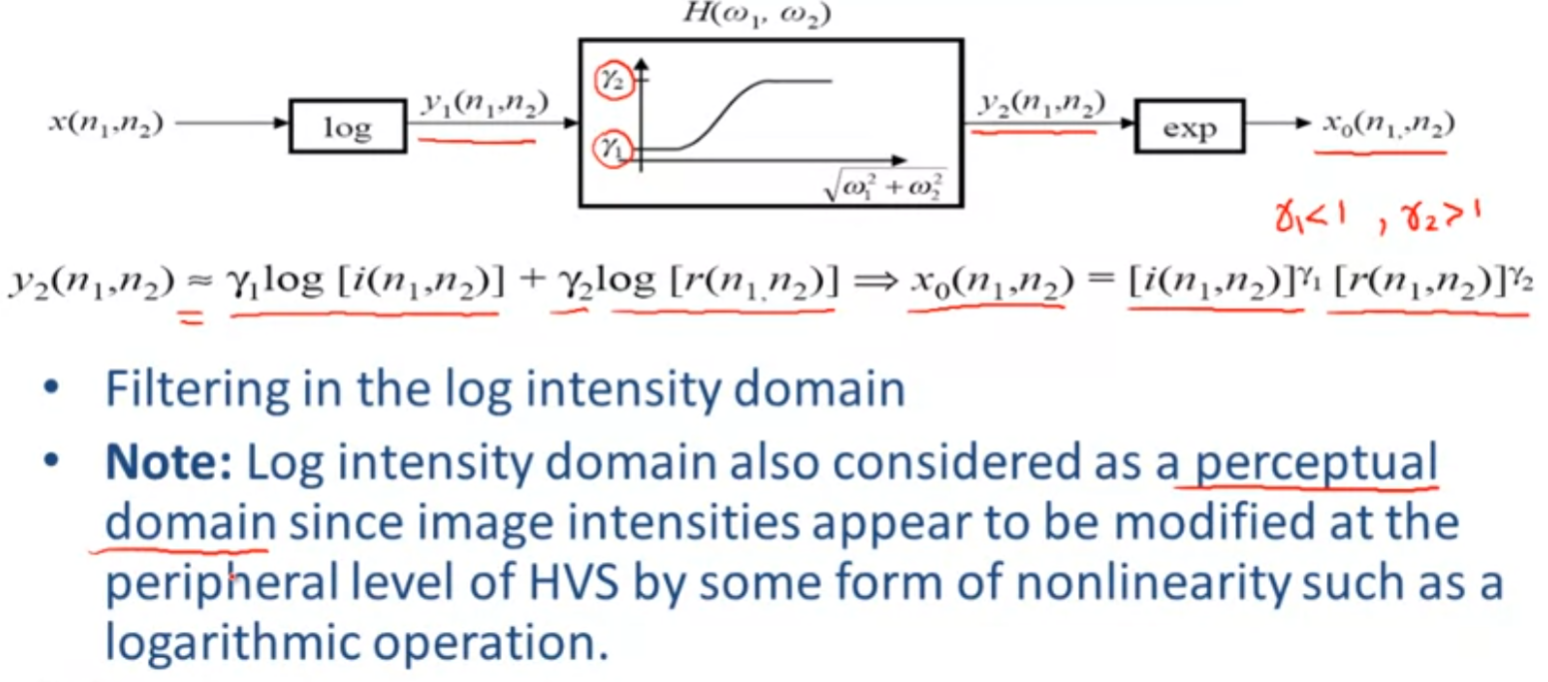 H(ω₁, ω₂)
x(n₁,n₂)
log
y₁(n₁,n₂)
γ₂
γ₁
√ω₁² + ω₂²
y₂(n₁,n₂)
exp
x₀(n₁,,n₂)
γ₁<1 , γ₂>1
y₂(n₁,n₂) ≈ γ₁log [i(n₁,n₂)] + γ₂log [r(n₁,n₂)] ⟹ x₀(n₁,n₂) = [i(n₁,n₂)]^γ₁ [r(n₁,n₂)]^γ₂
• Filtering in the log intensity domain
• Note: Log intensity domain also considered as a perceptual
domain since image intensities appear to be modified at the
peripheral level of HVS by some form of nonlinearity such as a
logarithmic operation.